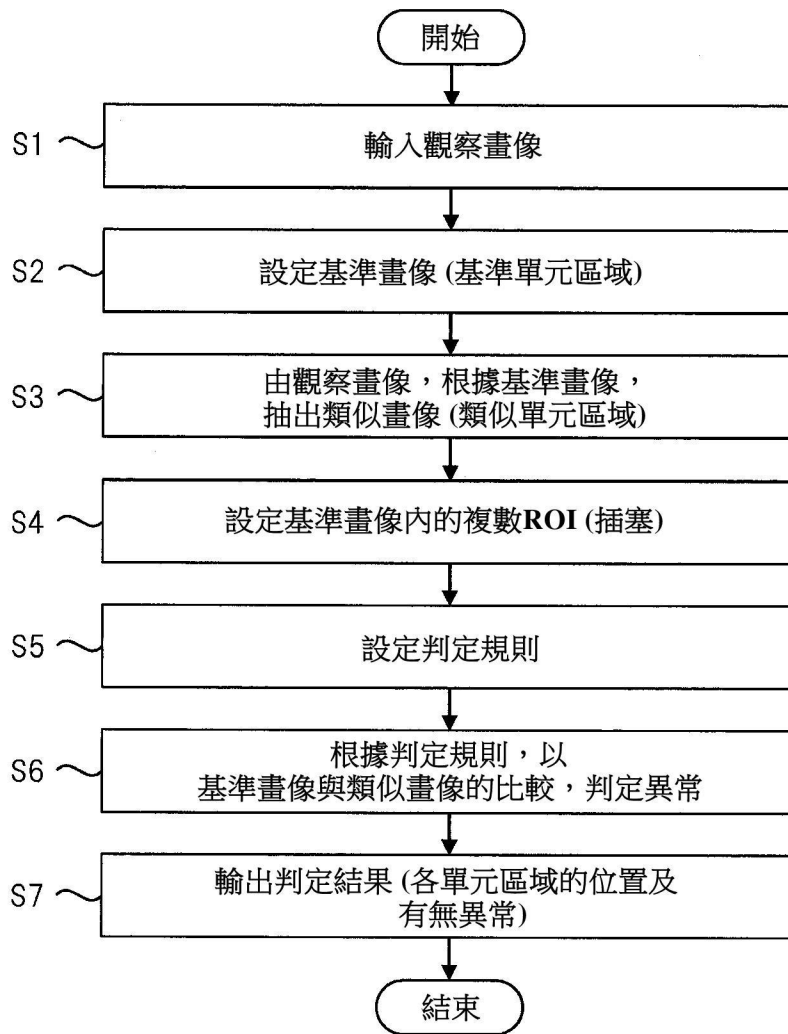 開始
S1 輸入觀察畫像
S2 設定基準畫像 (基準單元區域)
S3 由觀察畫像，根據基準畫像，
抽出類似畫像 (類似單元區域)
S4 設定基準畫像內的複數ROI (插塞)
S5 設定判定規則
S6 根據判定規則，以
基準畫像與類似畫像的比較，判定異常
S7 輸出判定結果 (各單元區域的位置及
有無異常)
結束